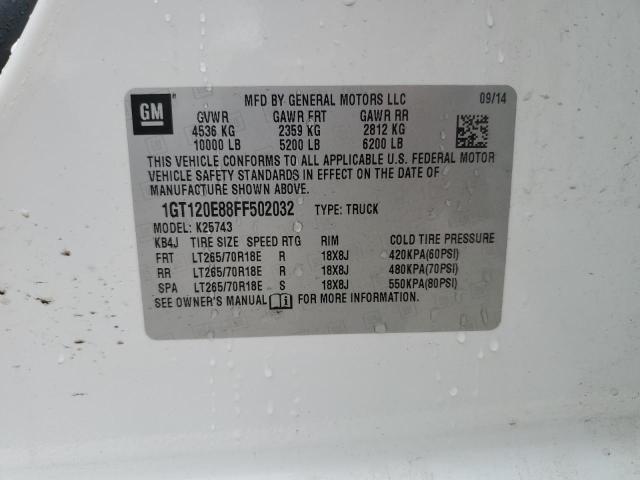 GM
MFD BY GENERAL MOTORS LLC 09/14
GVWR GAWR FRT GAWR RR
4536 KG 2359 KG 2812 KG
10000 LB 5200 LB 6200 LB
THIS VEHICLE CONFORMS TO ALL APPLICABLE U.S. FEDERAL MOTOR
VEHICLE SAFETY STANDARDS IN EFFECT ON THE DATE OF
MANUFACTURE SHOWN ABOVE.
1GT120E88FF502032 TYPE: TRUCK
MODEL: K25743
KB4J TIRE SIZE SPEED RTG RIM COLD TIRE PRESSURE
FRT LT265/70R18E R 18X8J 420KPA(60PSI)
RR LT265/70R18E R 18X8J 480KPA(70PSI)
SPA LT265/70R18E S 18X8J 550KPA(80PSI)
SEE OWNER'S MANUAL FOR MORE INFORMATION.